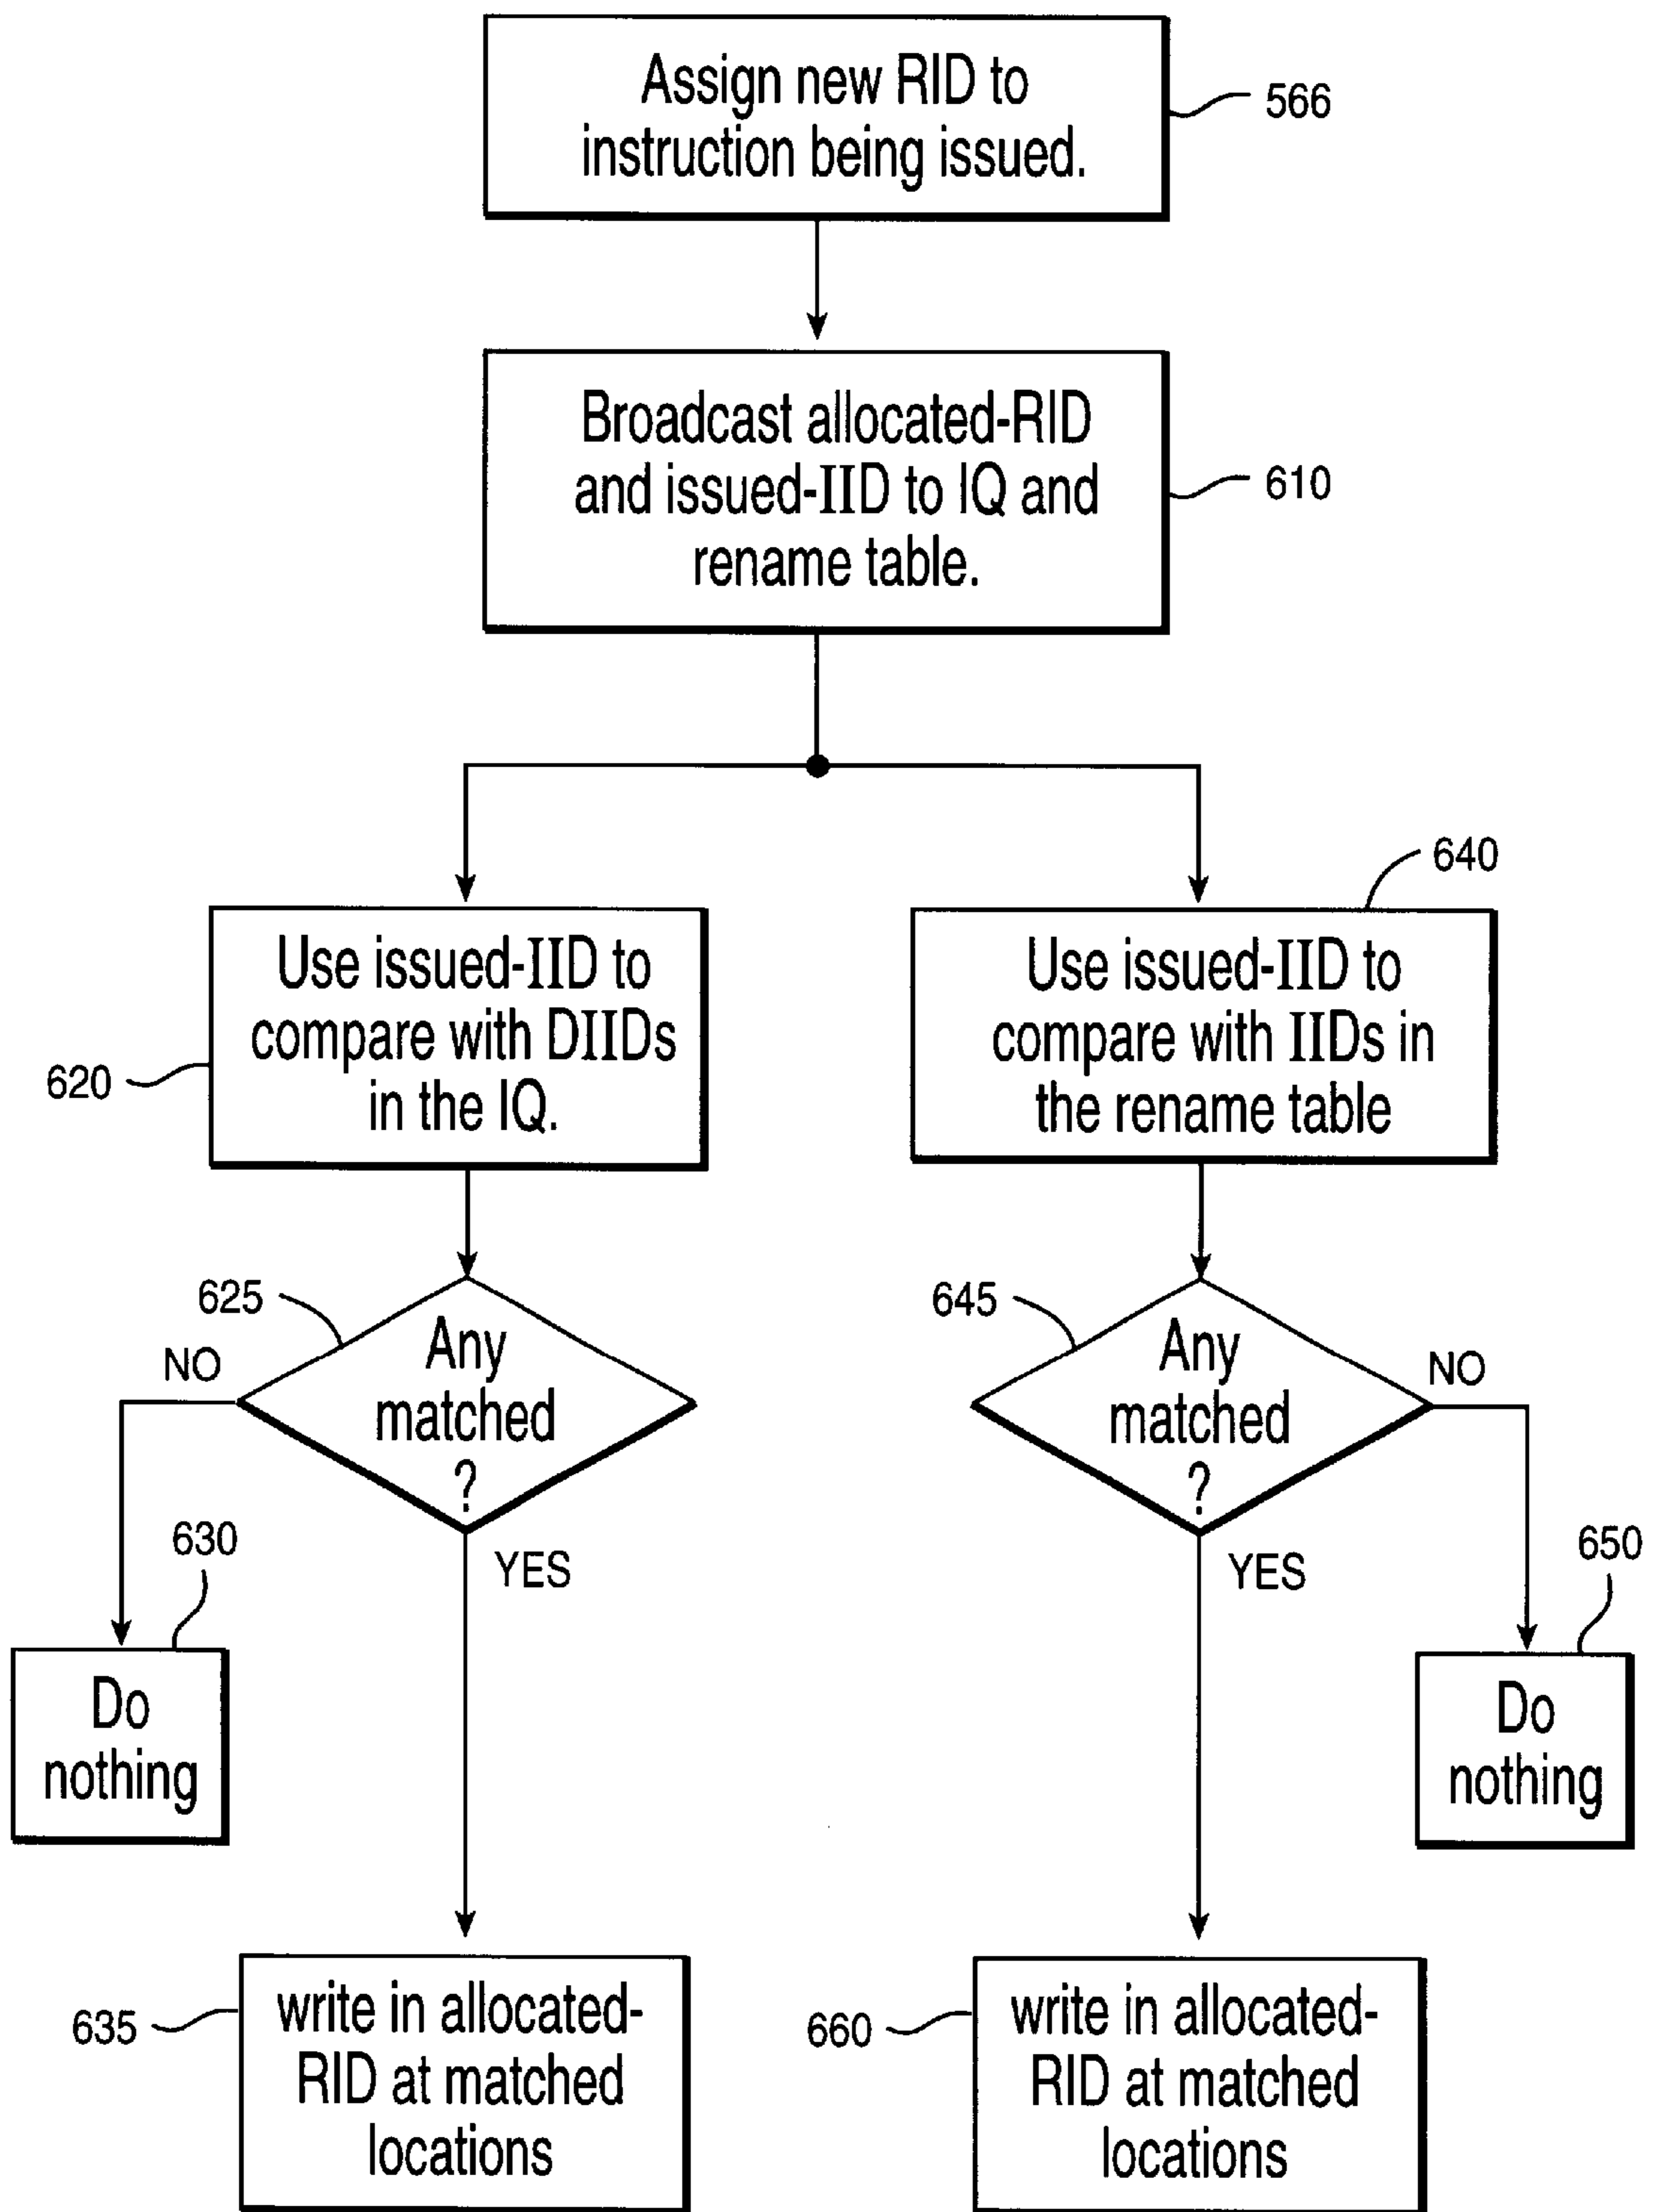 Assign new RID to
instruction being issued.
566
Broadcast allocated-RID
and issued-IID to IQ and
rename table.
610
640
Use issued-IID to
compare with DIIDs
in the IQ.
620
Use issued-IID to
compare with IIDs in
the rename table
625
NO
Any
matched
?
YES
645
Any
matched
?
NO
YES
630
Do
nothing
650
Do
nothing
635
write in allocated-
RID at matched
locations
660
write in allocated-
RID at matched
locations